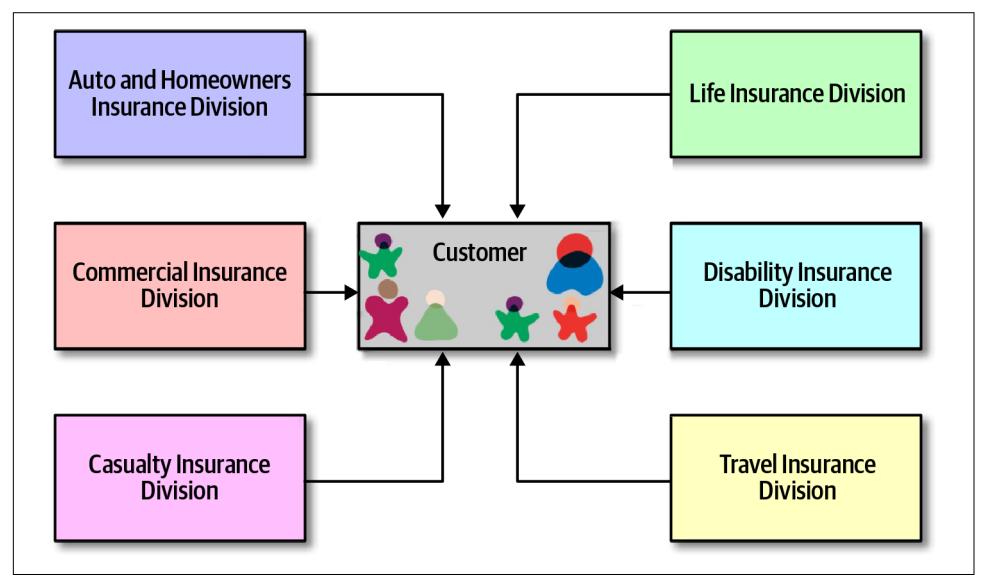 Auto and Homeowners
Insurance Division
Life Insurance Division
Commercial Insurance
Division
Customer
Disability Insurance
Division
Casualty Insurance
Division
Travel Insurance
Division